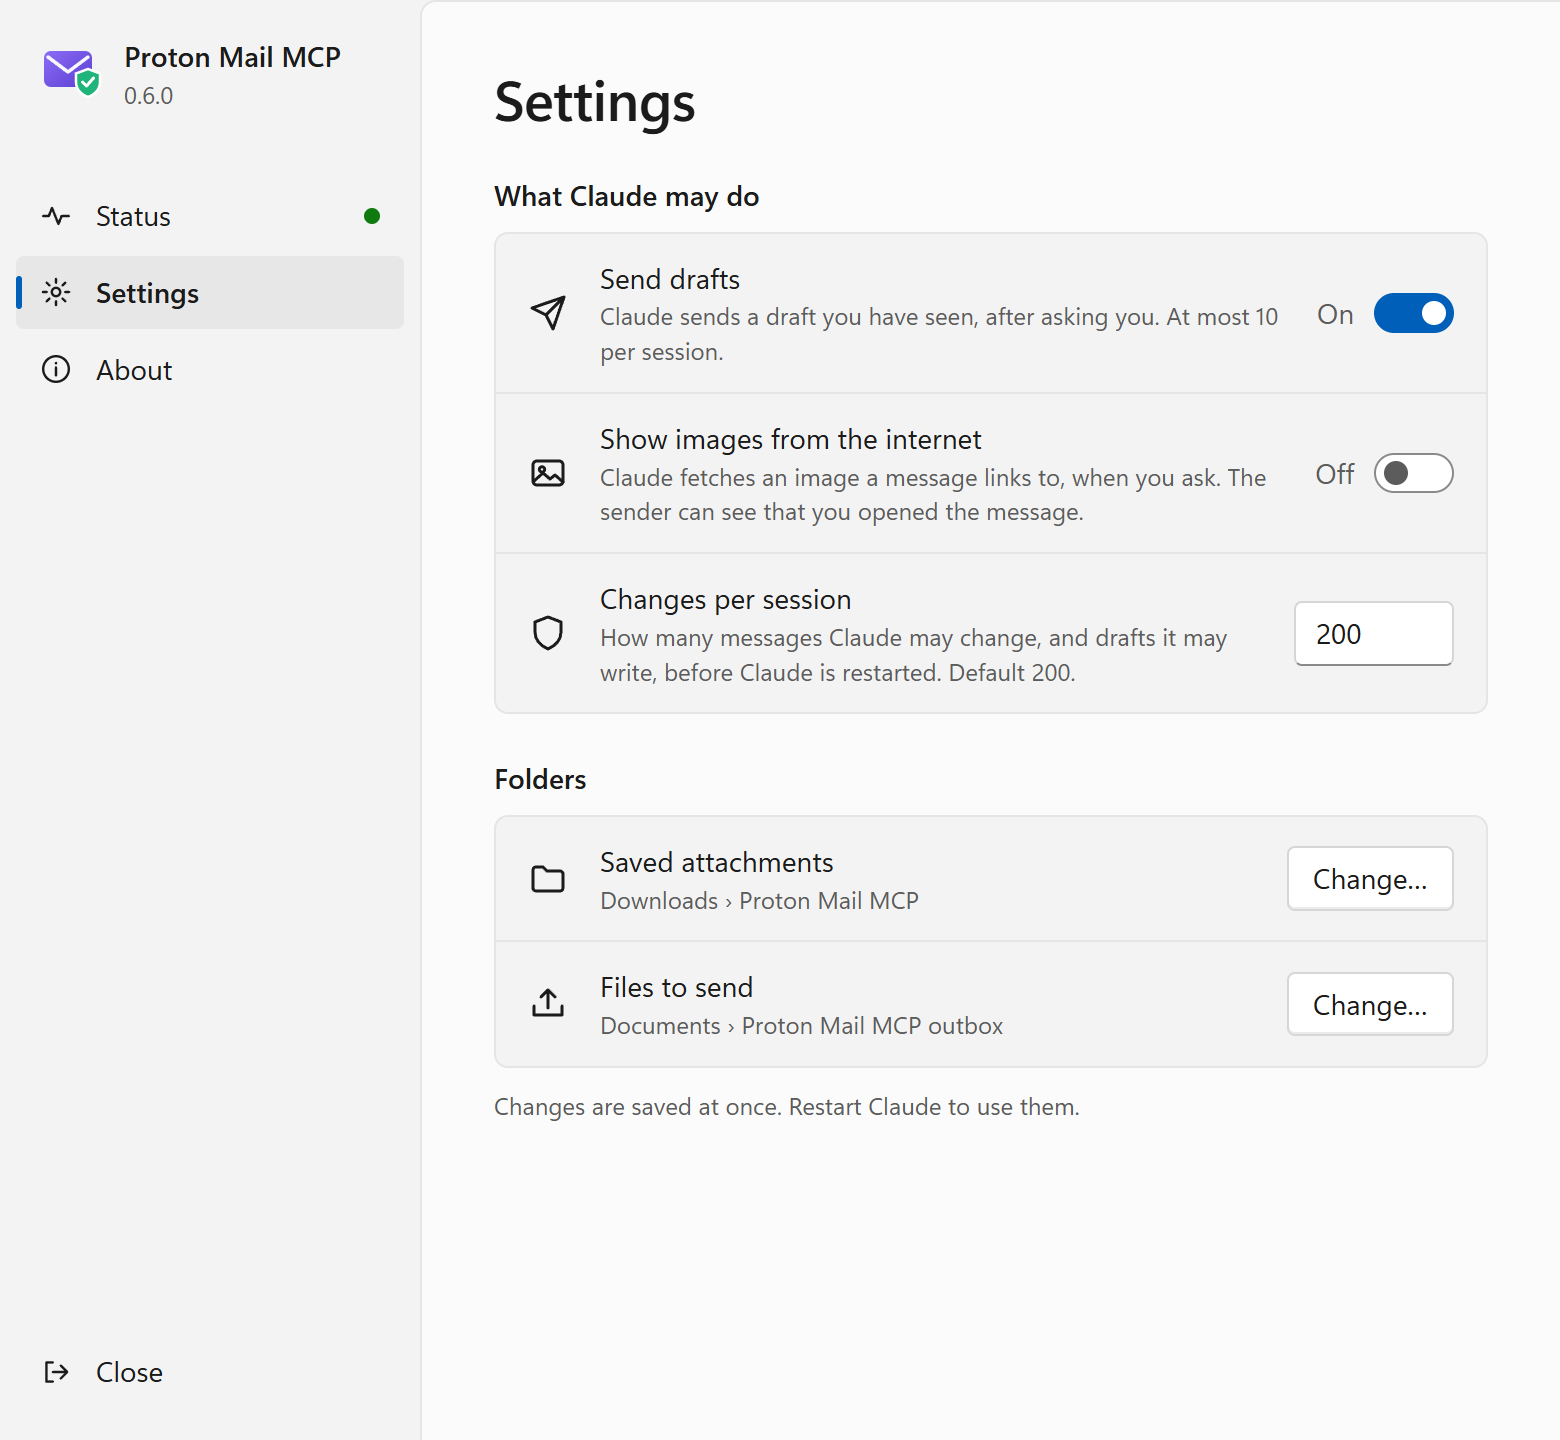 Proton Mail MCP
0.6.0
Status
Settings
About
Close
Settings
What Claude may do
Send drafts
Claude sends a draft you have seen, after asking you. At most 10
per session.
On
Show images from the internet
Claude fetches an image a message links to, when you ask. The
sender can see that you opened the message.
Off
Changes per session
How many messages Claude may change, and drafts it may
write, before Claude is restarted. Default 200.
200
Folders
Saved attachments
Downloads › Proton Mail MCP
Change...
Files to send
Documents › Proton Mail MCP outbox
Change...
Changes are saved at once. Restart Claude to use them.